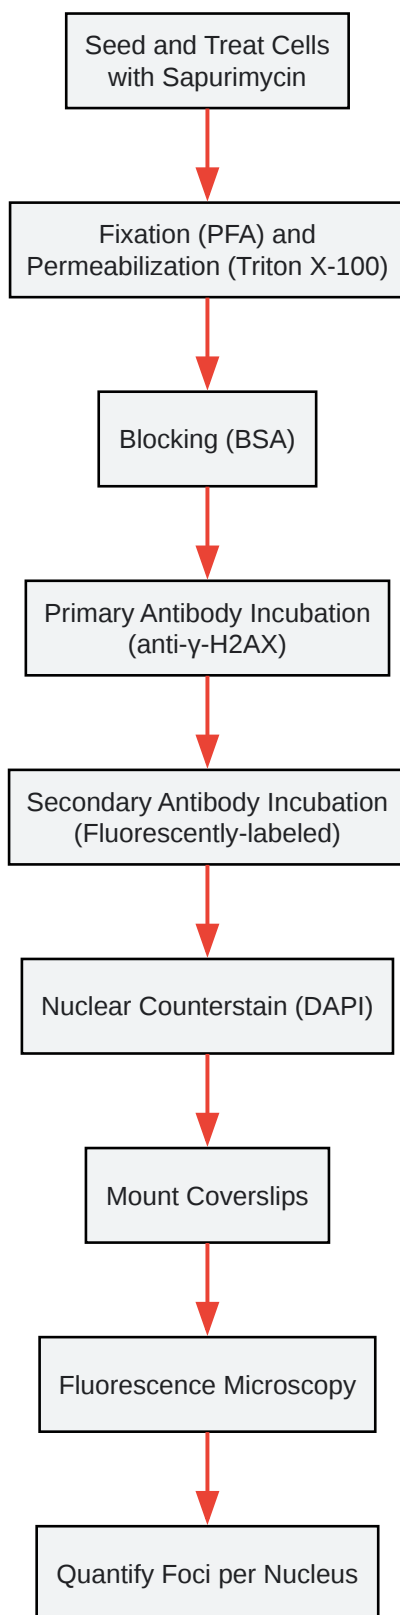 Seed and Treat Cells
with Sapurimycin
Fixation (PFA) and
Permeabilization (Triton X-100)
Blocking (BSA)
Primary Antibody Incubation
(anti-γ-H2AX)
Secondary Antibody Incubation
(Fluorescently-labeled)
Nuclear Counterstain (DAPI)
Mount Coverslips
Fluorescence Microscopy
Quantify Foci per Nucleus